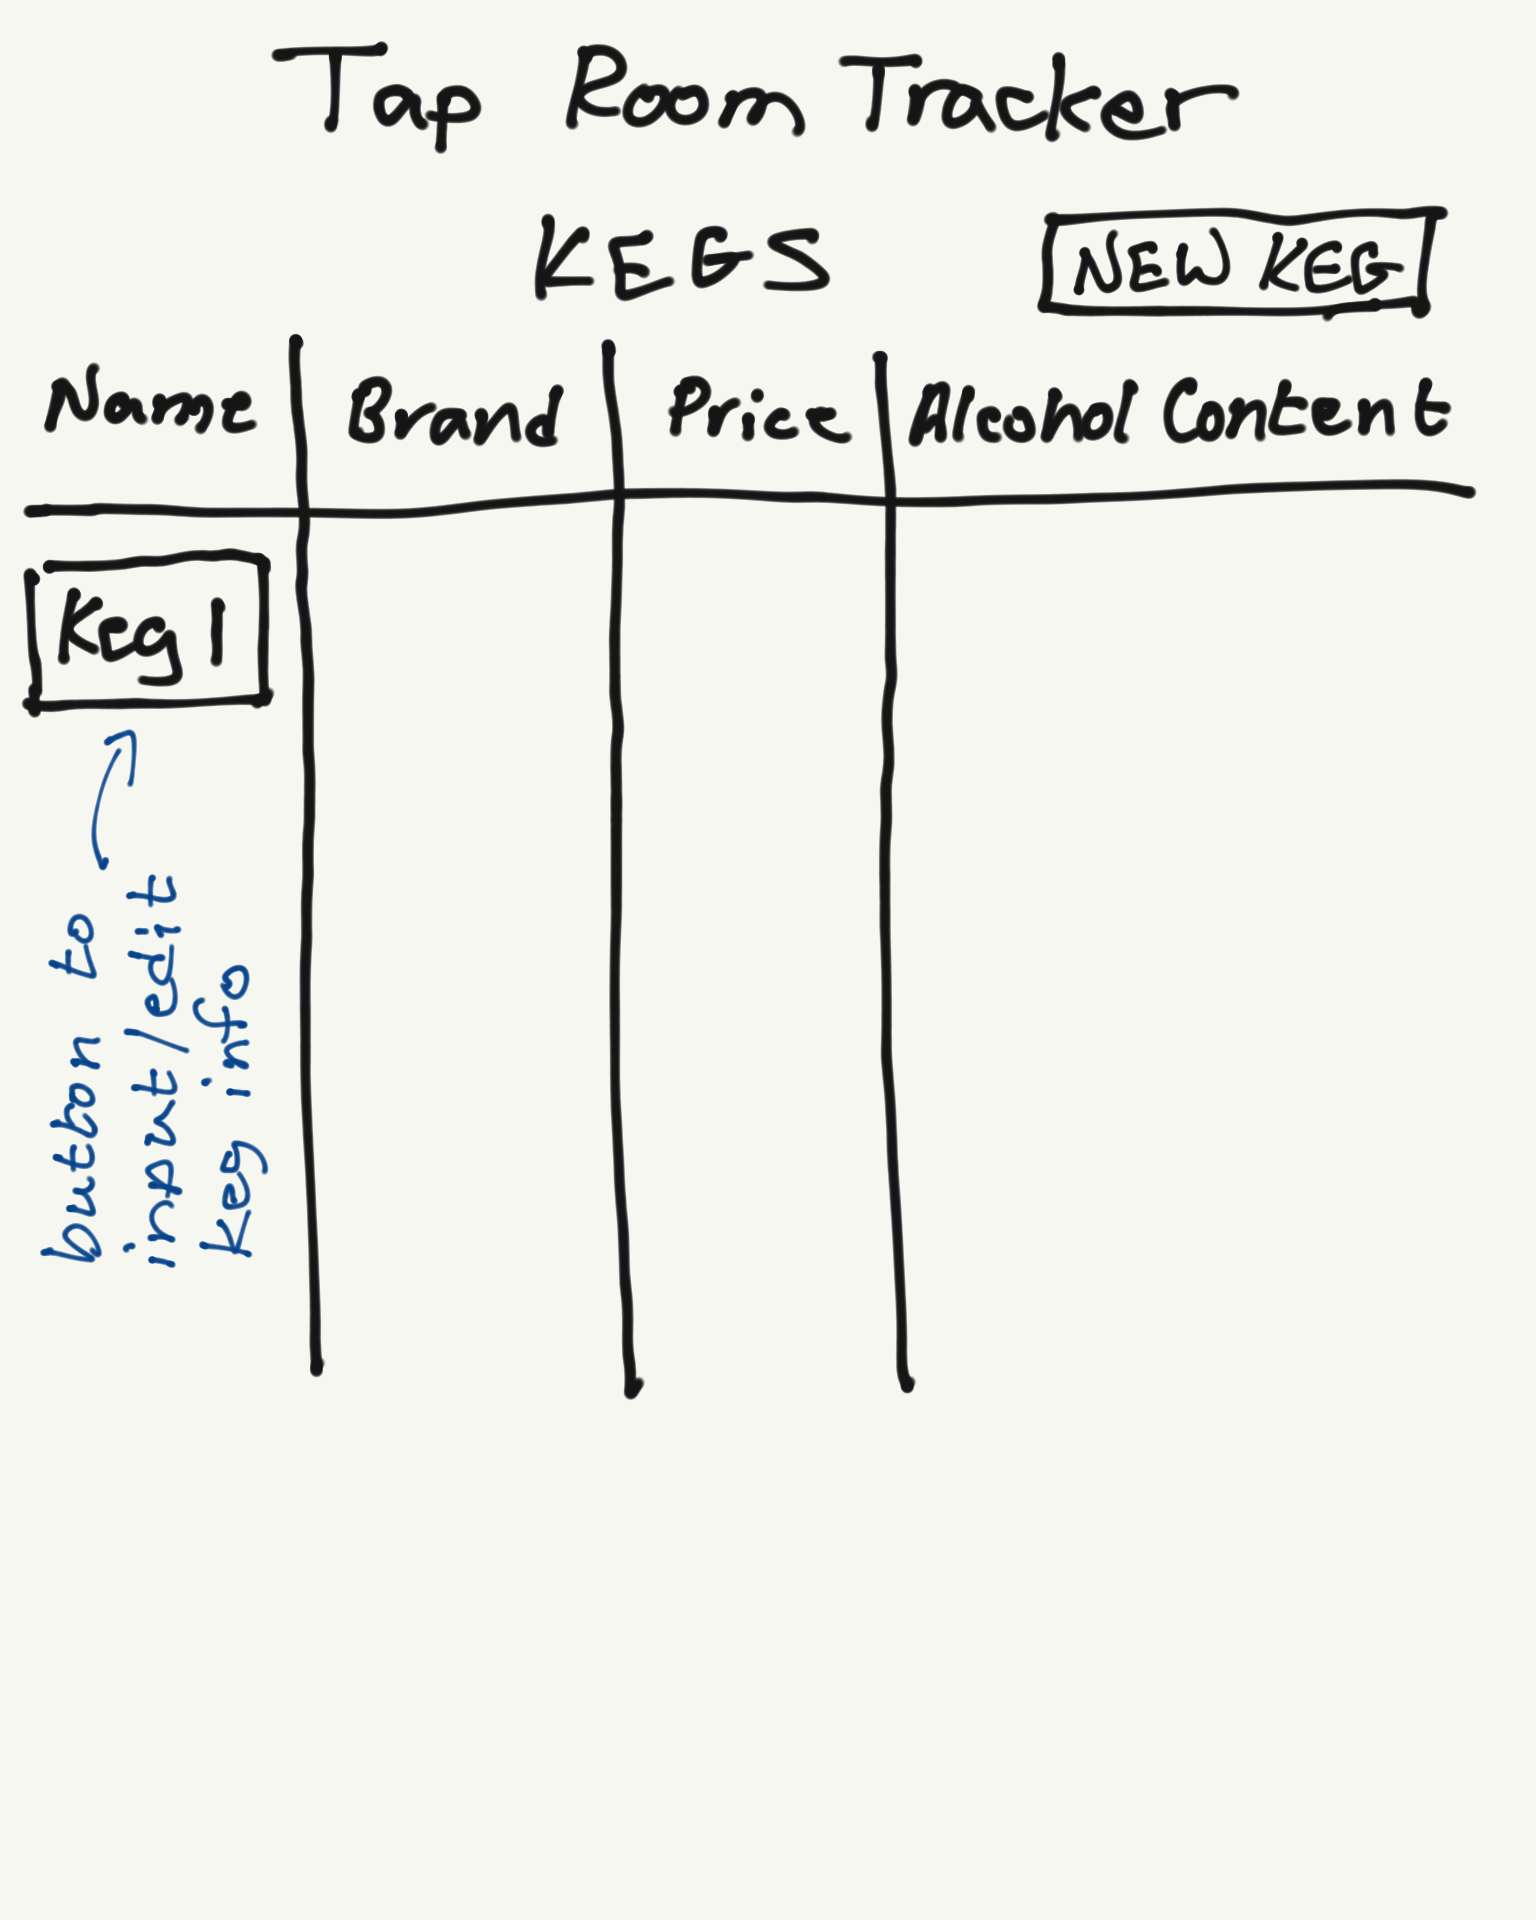 Tap Room Tracker
KEGS
NEW KEG
Name Brand Price Alcohol Content
Keg 1
button to
input/edit
keg info